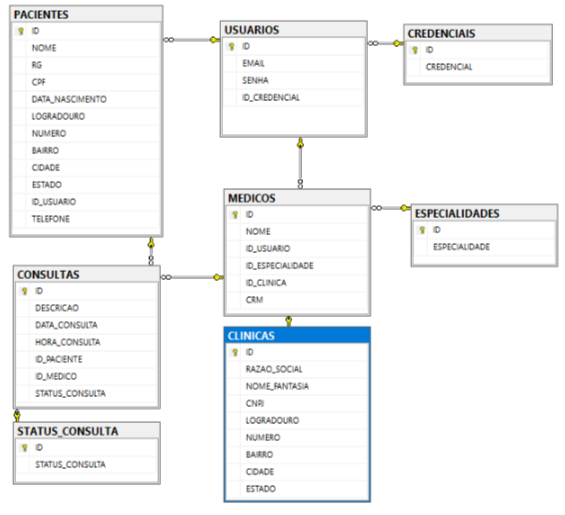 PACIENTES
ID
NOME
RG
CPF
DATA_NASCIMENTO
LOGRADOURO
NUMERO
BAIRRO
CIDADE
ESTADO
ID_USUARIO
TELEFONE
USUARIOS
ID
EMAIL
SENHA
ID_CREDENCIAL
CREDENCIAIS
ID
CREDENCIAL
MEDICOS
ID
NOME
ID_USUARIO
ID_ESPECIALIDADE
ID_CLINICA
CRM
ESPECIALIDADES
ID
ESPECIALIDADE
CONSULTAS
ID
DESCRICAO
DATA_CONSULTA
HORA_CONSULTA
ID_PACIENTE
ID_MEDICO
STATUS_CONSULTA
CLINICAS
ID
RAZAO_SOCIAL
NOME_FANTASIA
CNPJ
LOGRADOURO
NUMERO
BAIRRO
CIDADE
ESTADO
STATUS_CONSULTA
ID
STATUS_CONSULTA